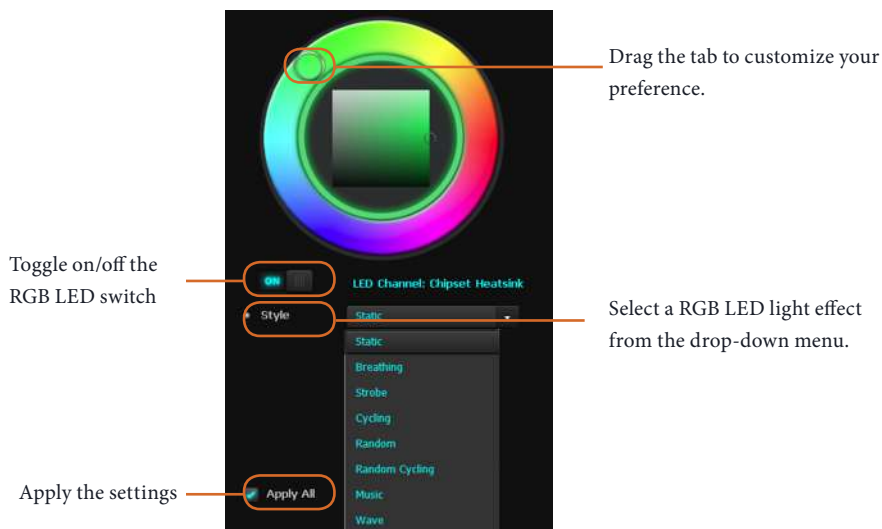 Drag the tab to customize your
preference.
Toggle on/off the
RGB LED switch
ON
LED Channel: Chipset Heatsink
Style
Static
Select a RGB LED light effect
from the drop-down menu.
Static
Breathing
Strobe
Cycling
Random
Random Cycling
Apply the settings
Apply All
Music
Wave